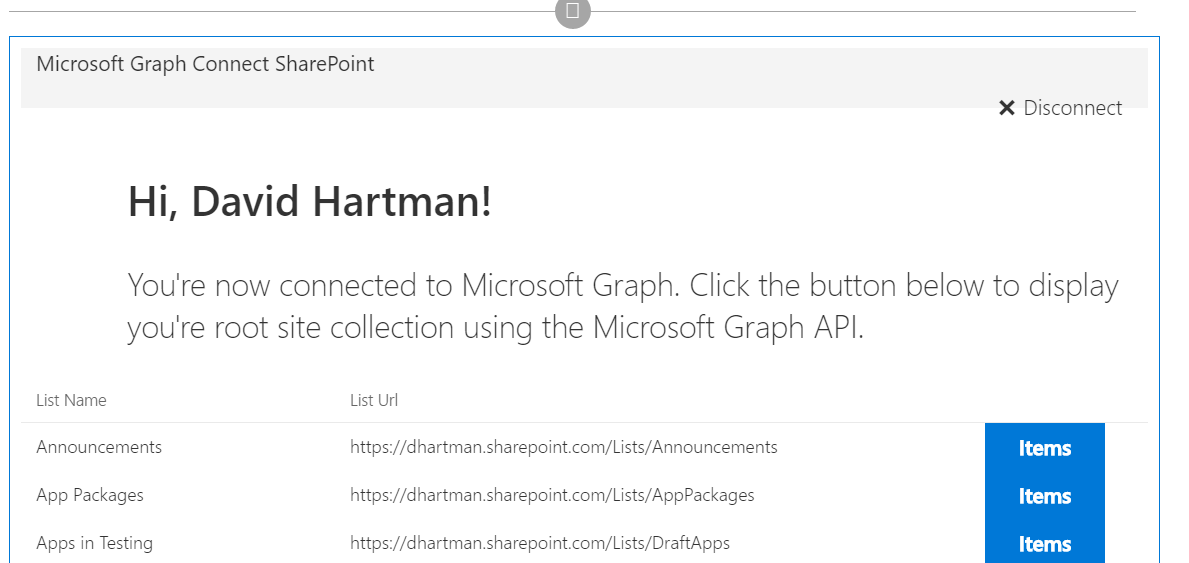 Microsoft Graph Connect SharePoint
✕ Disconnect
Hi, David Hartman!
You're now connected to Microsoft Graph. Click the button below to display
you're root site collection using the Microsoft Graph API.
List Name List Url
Announcements https://dhartman.sharepoint.com/Lists/Announcements Items
App Packages https://dhartman.sharepoint.com/Lists/AppPackages Items
Apps in Testing https://dhartman.sharepoint.com/Lists/DraftApps Items